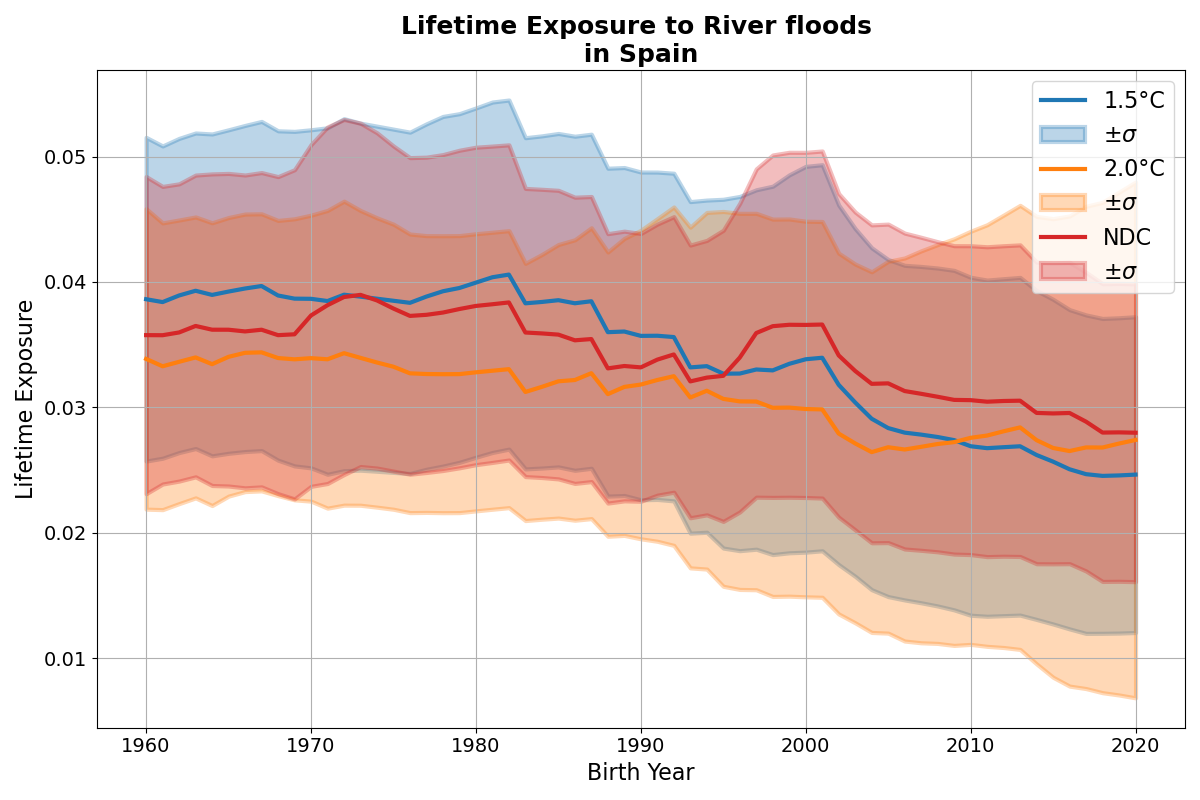 Lifetime Exposure to River floods
in Spain
Lifetime Exposure
0.05
0.04
0.03
0.02
0.01
1.5°C
±σ
2.0°C
±σ
NDC
±σ
1960 1970 1980 1990 2000 2010 2020
Birth Year